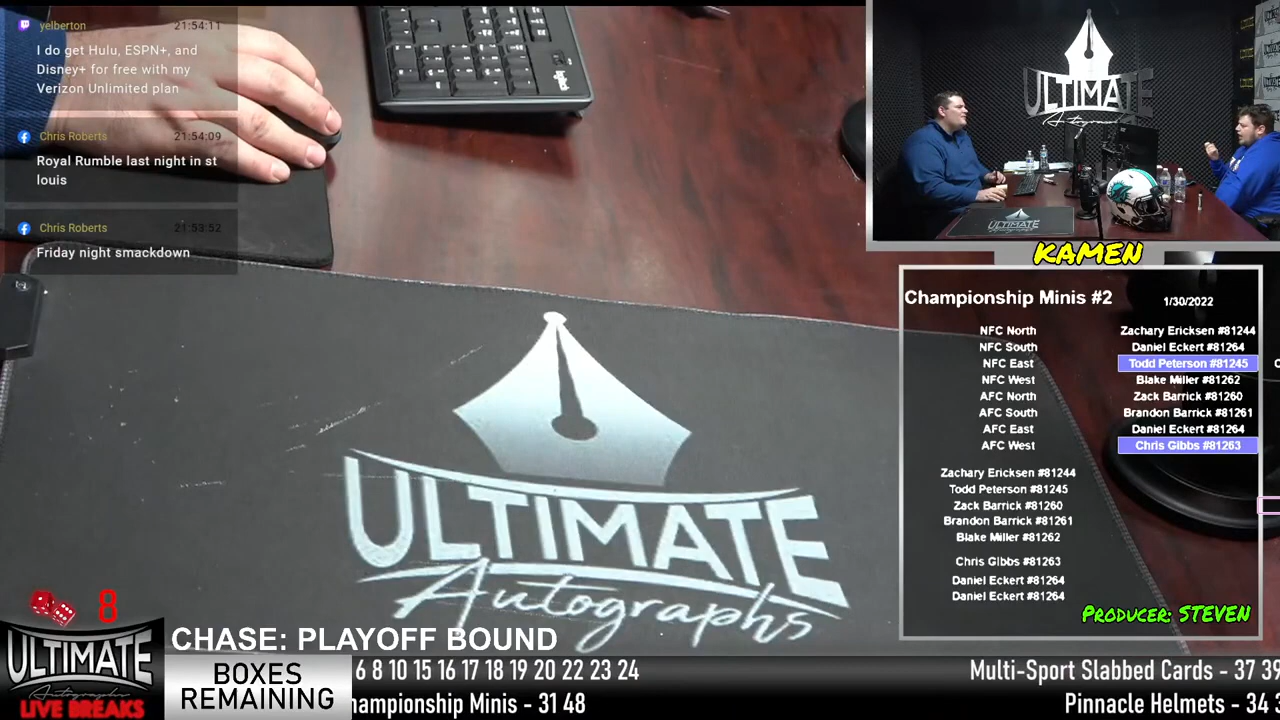 yelberton 21:54:11
I do get Hulu, ESPN+, and
Disney+ for free with my
Verizon Unlimited plan
Chris Roberts 21:54:09
Royal Rumble last night in st
louis
Chris Roberts 21:53:52
Friday night smackdown
logi
ULTIMATE
Autographs
ULTIMATE
Autographs
KAMEN
Championship Minis #2 1/30/2022
NFC North Zachary Ericksen #81244
NFC South Daniel Eckert #81264
NFC East Todd Peterson #81245
NFC West Blake Miller #81262
AFC North Zack Barrick #81260
AFC South Brandon Barrick #81261
AFC East Daniel Eckert #81264
AFC West Chris Gibbs #81263
Zachary Ericksen #81244
Todd Peterson #81245
Zack Barrick #81260
Brandon Barrick #81261
Blake Miller #81262
Chris Gibbs #81263
Daniel Eckert #81264
Daniel Eckert #81264
PRODUCER: STEVEN
ULTIMATE
Autographs
8
ULTIMATE
Autographs
LIVE BREAKS
CHASE: PLAYOFF BOUND
BOXES
REMAINING
6 8 10 15 16 17 18 19 20 22 23 24
Multi-Sport Slabbed Cards - 37 39
hampionship Minis - 31 48
Pinnacle Helmets - 34 3